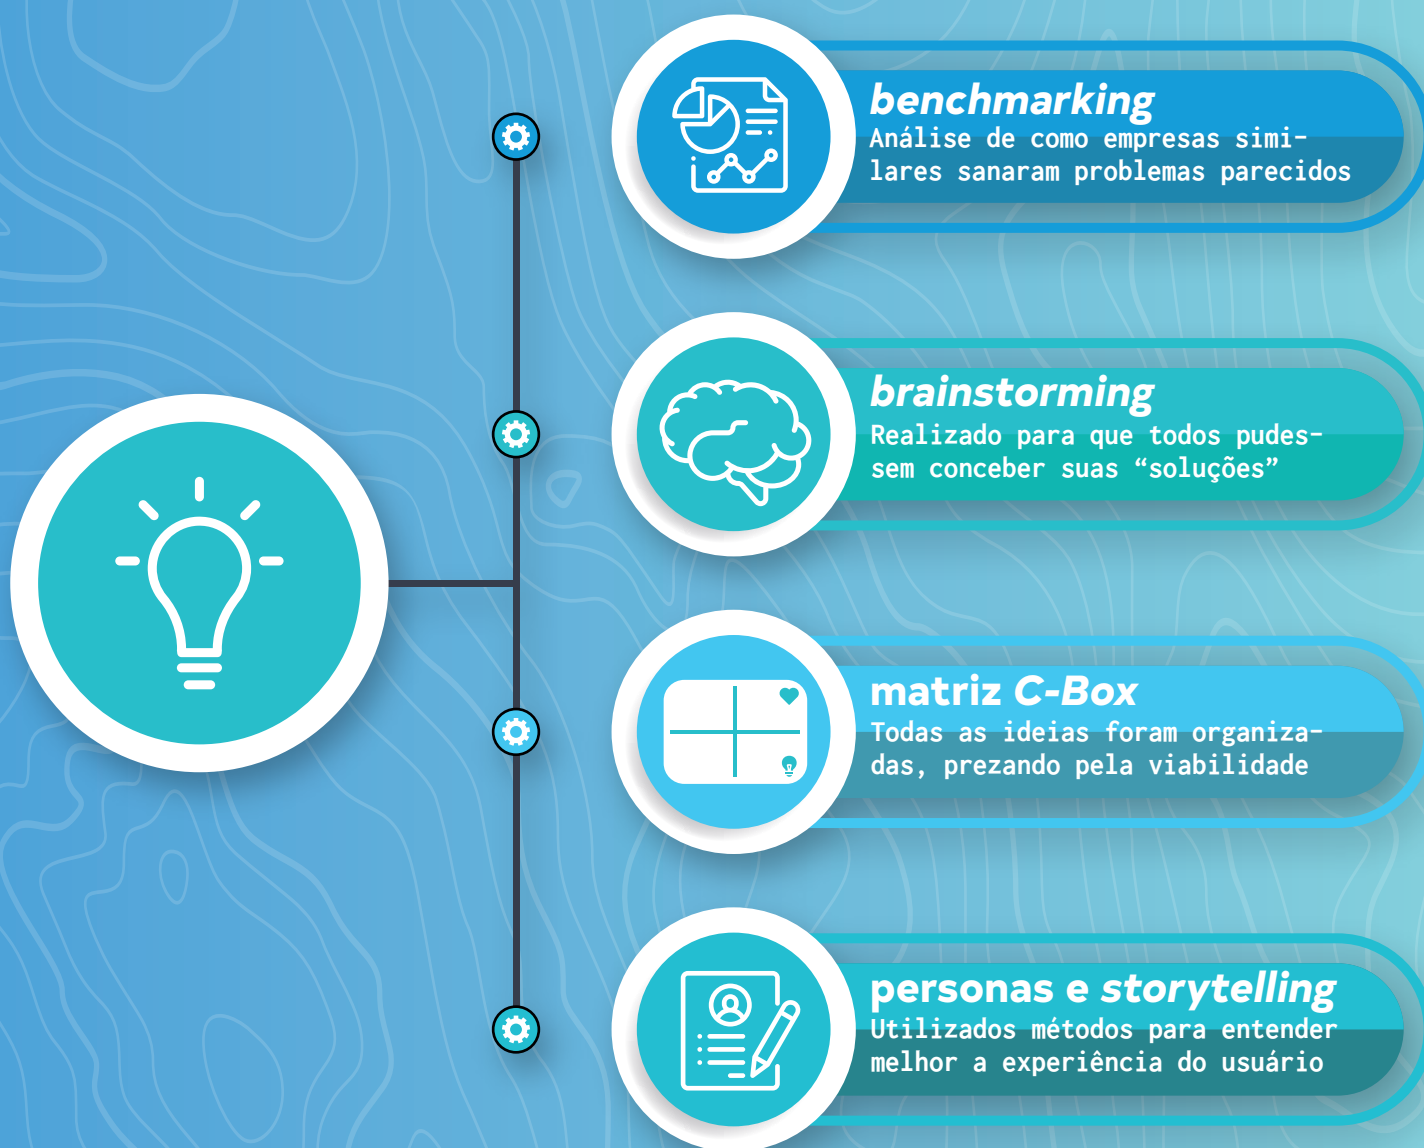 benchmarking
Análise de como empresas simi-
lares sanaram problemas parecidos
brainstorming
Realizado para que todos pudes-
sem conceber suas “soluções”
matriz C-Box
Todas as ideias foram organiza-
das, prezando pela viabilidade
personas e storytelling
Utilizados métodos para entender
melhor a experiência do usuário